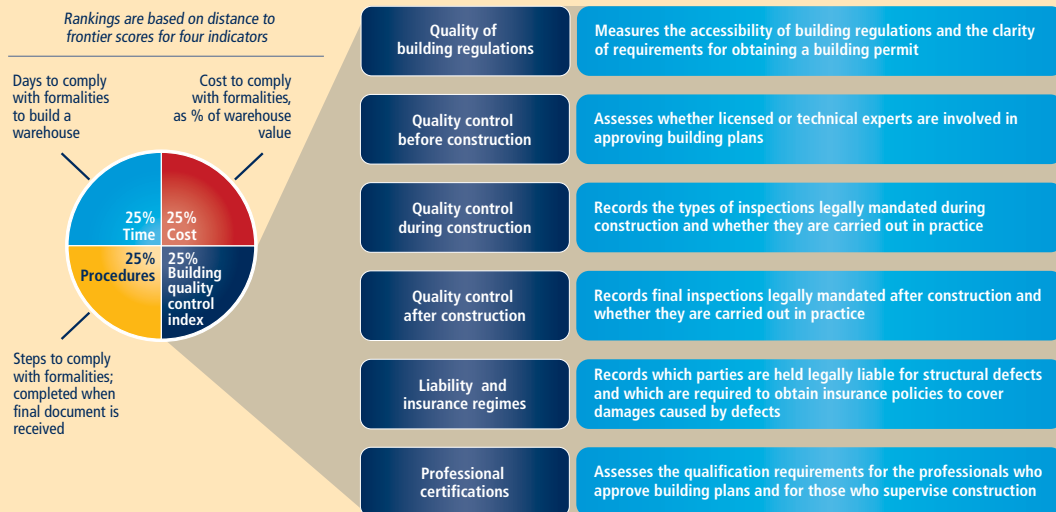 Rankings are based on distance to
frontier scores for four indicators
Days to comply
with formalities
to build a
warehouse
Cost to comply
with formalities,
as % of warehouse
value
25%
Time
25%
Cost
25%
Procedures
25%
Building
quality
control
index
Steps to comply
with formalities;
completed when
final document is
received
Quality of
building regulations
Measures the accessibility of building regulations and the clarity
of requirements for obtaining a building permit
Quality control
before construction
Assesses whether licensed or technical experts are involved in
approving building plans
Quality control
during construction
Records the types of inspections legally mandated during
construction and whether they are carried out in practice
Quality control
after construction
Records final inspections legally mandated after construction and
whether they are carried out in practice
Liability and
insurance regimes
Records which parties are held legally liable for structural defects
and which are required to obtain insurance policies to cover
damages caused by defects
Professional
certifications
Assesses the qualification requirements for the professionals who
approve building plans and for those who supervise construction